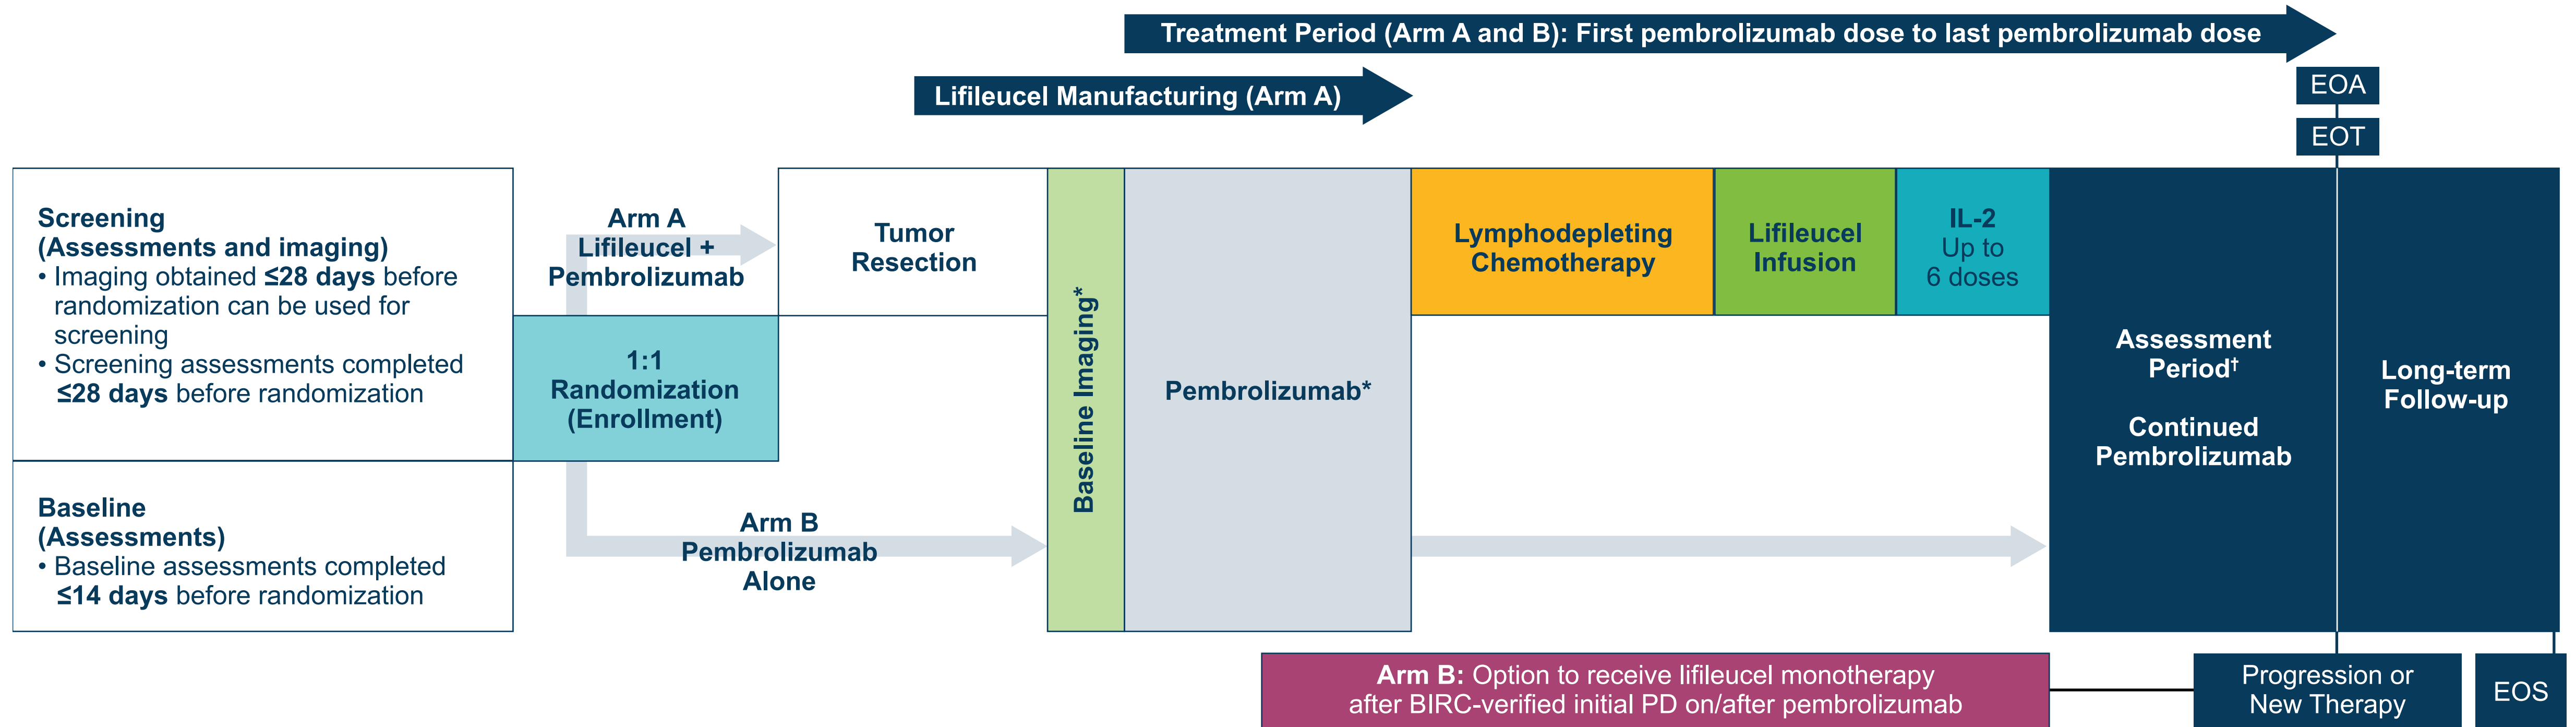 Treatment Period (Arm A and B): First pembrolizumab dose to last pembrolizumab dose
Lifileucel Manufacturing (Arm A)
EOA
EOT
Screening
(Assessments and imaging)
• Imaging obtained ≤28 days before
randomization can be used for
screening
• Screening assessments completed
≤28 days before randomization
Baseline
(Assessments)
• Baseline assessments completed
≤14 days before randomization
Arm A
Lifileucel +
Pembrolizumab
1:1
Randomization
(Enrollment)
Arm B
Pembrolizumab
Alone
Tumor
Resection
Baseline Imaging*
Pembrolizumab*
Lymphodepleting
Chemotherapy
Lifileucel
Infusion
IL-2
Up to
6 doses
Assessment
Period†
Continued
Pembrolizumab
Long-term
Follow-up
Arm B: Option to receive lifileucel monotherapy
after BIRC-verified initial PD on/after pembrolizumab
Progression or
New Therapy
EOS